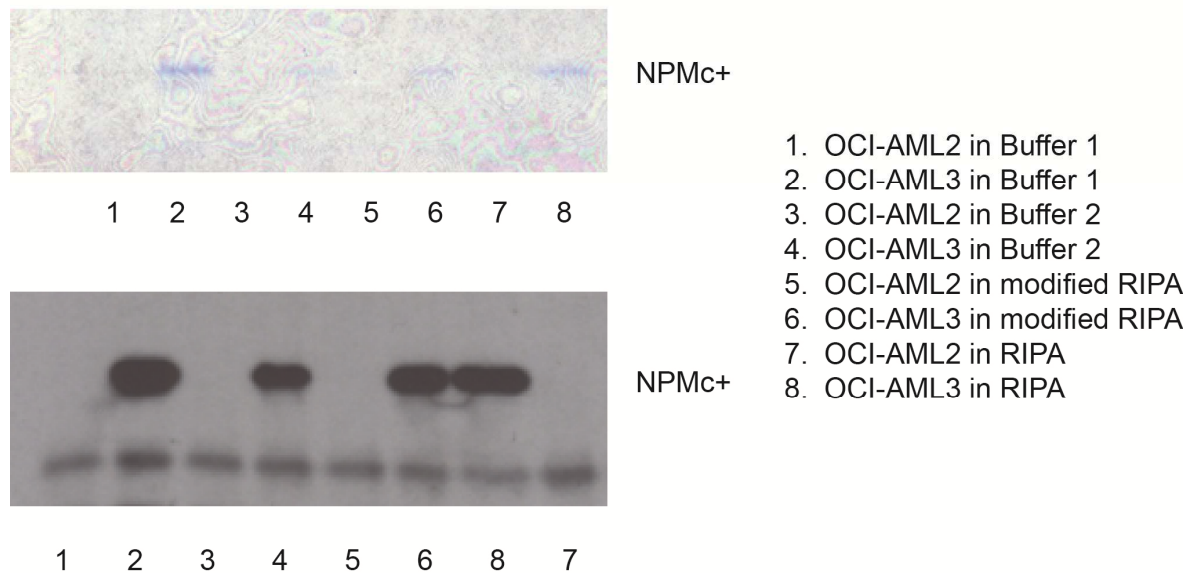 NPMc+
1 2 3 4 5 6 7 8
1. OCI-AML2 in Buffer 1
2. OCI-AML3 in Buffer 1
3. OCI-AML2 in Buffer 2
4. OCI-AML3 in Buffer 2
5. OCI-AML2 in modified RIPA
6. OCI-AML3 in modified RIPA
7. OCI-AML2 in RIPA
8. OCI-AML3 in RIPA
NPMc+
1 2 3 4 5 6 8 7